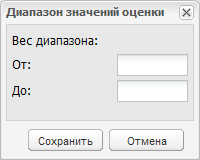 Диапазон значений оценки
Вес диапазона:
От:
До:
Сохранить Отмена